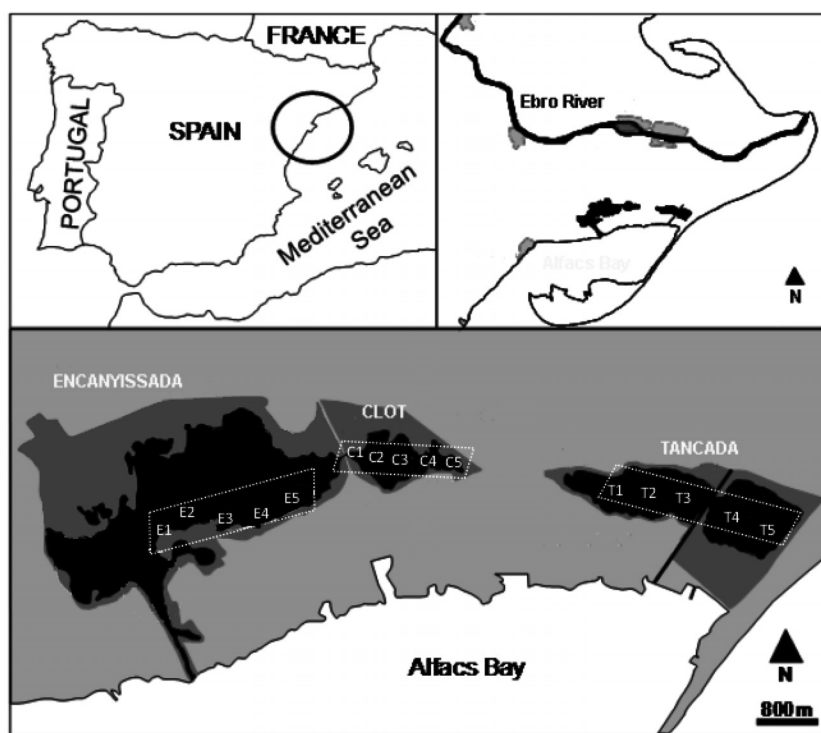 FRANCE
PORTUGAL
SPAIN
Mediterranean
Sea
Ebro River
Alfacs Bay
N
ENCANYISSADA
CLOT
TANCADA
C1 C2 C3 C4 C5
E1 E2 E3 E4 E5
T1 T2 T3 T4 T5
Alfacs Bay
N
800 m